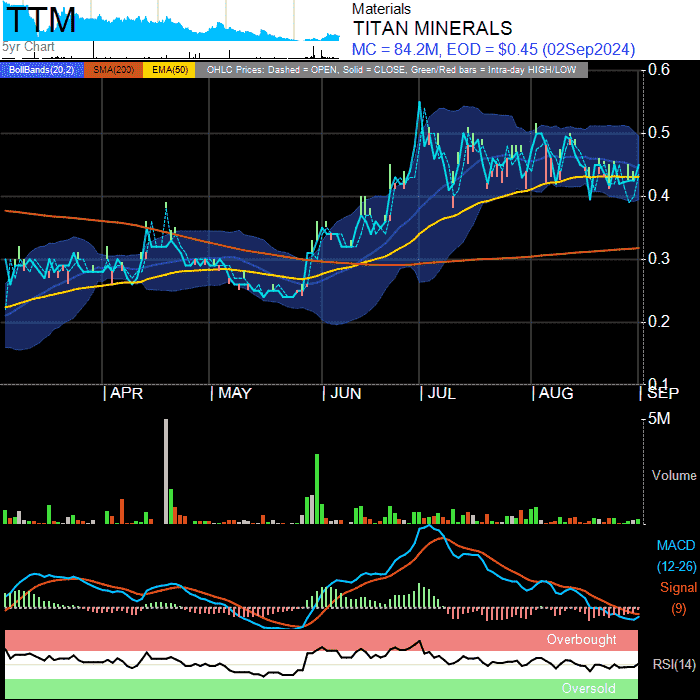 TTM
5yr Chart
Materials
TITAN MINERALS
MC = 84.2M, EOD = $0.45 (02Sep2024)
BollBands(20,2) SMA(200) EMA(50) OHLC Prices: Dashed = OPEN, Solid = CLOSE, Green/Red bars = Intra-day HIGH/LOW
0.6
0.5
0.4
0.3
0.2
0.1
APR MAY JUN JUL AUG SEP
5M
Volume
MACD
(12-26)
Signal
(9)
Overbought
RSI(14)
Oversold